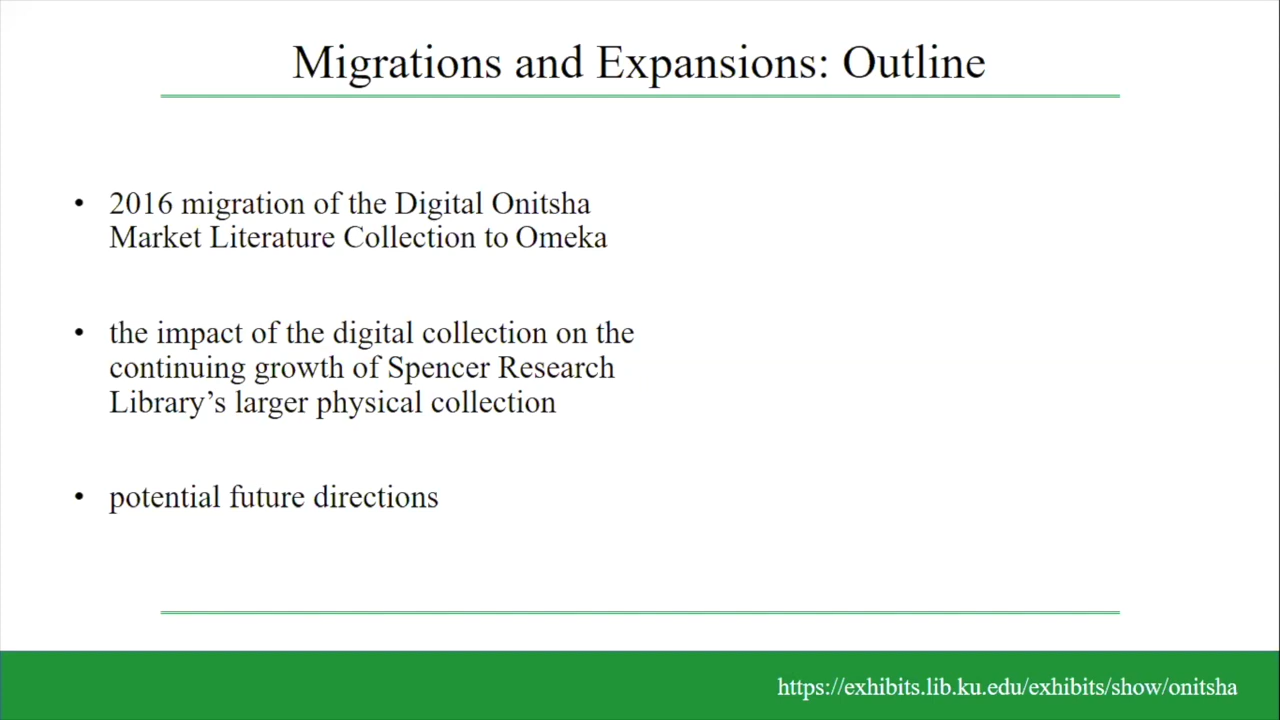 Migrations and Expansions: Outline
• 2016 migration of the Digital Onitsha
Market Literature Collection to Omeka
• the impact of the digital collection on the
continuing growth of Spencer Research
Library’s larger physical collection
• potential future directions
https://exhibits.lib.ku.edu/exhibits/show/onitsha